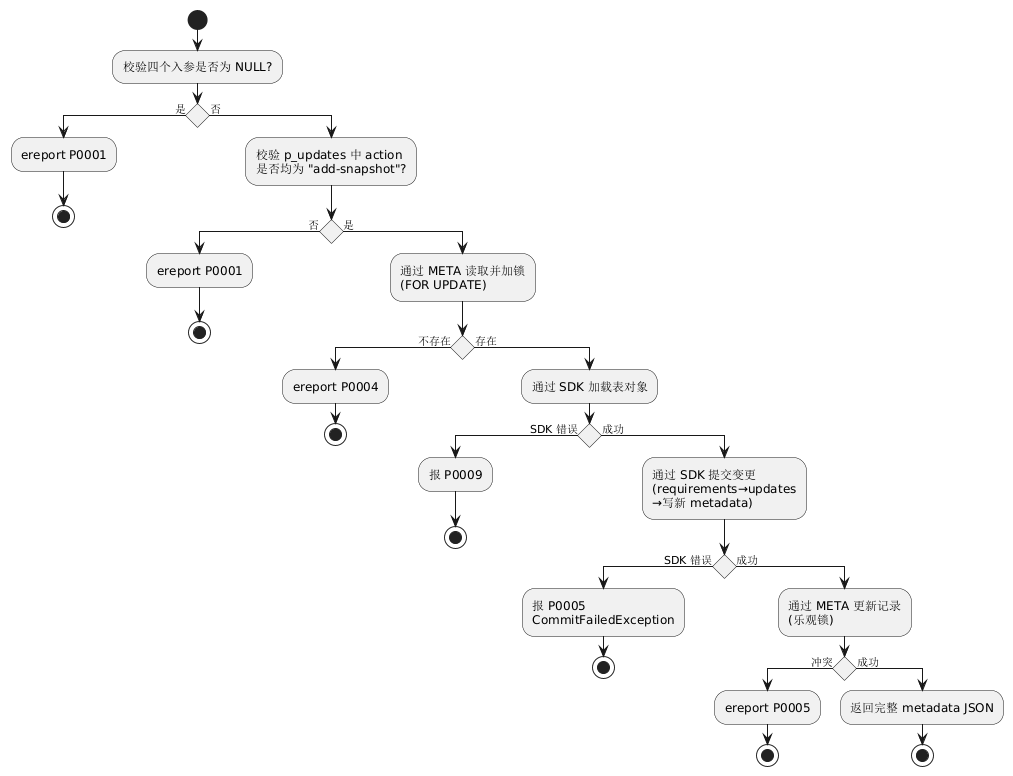 校验四个入参是否为 NULL?
是
否
ereport P0001
校验 p_updates 中 action
是否均为 "add-snapshot"?
否
是
ereport P0001
通过 META 读取并加锁
(FOR UPDATE)
不存在
存在
ereport P0004
通过 SDK 加载表对象
SDK 错误
成功
报 P0009
通过 SDK 提交变更
(requirements→updates
→写新 metadata)
SDK 错误
成功
报 P0005
CommitFailedException
通过 META 更新记录
(乐观锁)
冲突
成功
ereport P0005
返回完整 metadata JSON